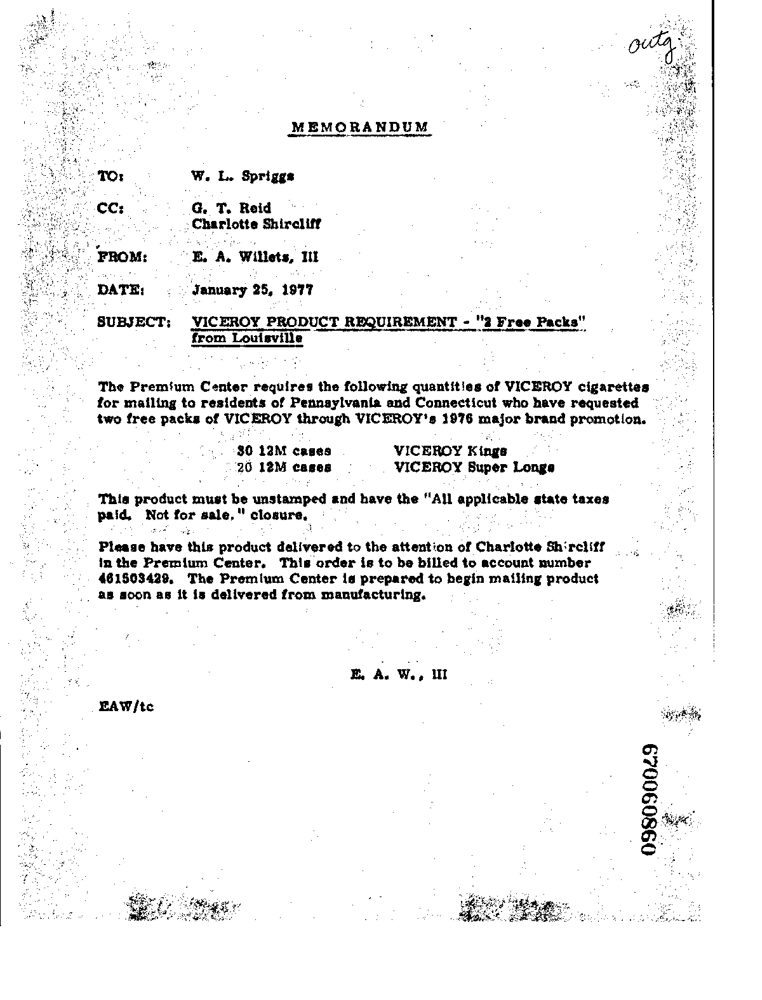 outg
MEMORANDUM
TO: W. L. Spriggs
CC: G. T. Reid
Charlotte Shircliff
FROM: E. A. Willets, III
DATE: January 25, 1977
SUBJECT: VICEROY PRODUCT REQUIREMENT - "2 Free Packs"
from Louisville
The Premium Center requires the following quantities of VICEROY cigarettes
for mailing to residents of Pennsylvania and Connecticut who have requested
two free packs of VICEROY through VICEROY's 1976 major brand promotion.
30 12M cases VICEROY Kings
20 12M cases VICEROY Super Longs
This product must be unstamped and have the "All applicable state taxes
paid. Not for sale." closure.
Please have this product delivered to the attention of Charlotte Shircliff
in the Premium Center. This order is to be billed to account number
461503429. The Premium Center is prepared to begin mailing product
as soon as it is delivered from manufacturing.
E. A. W., III
EAW/tc
670060860